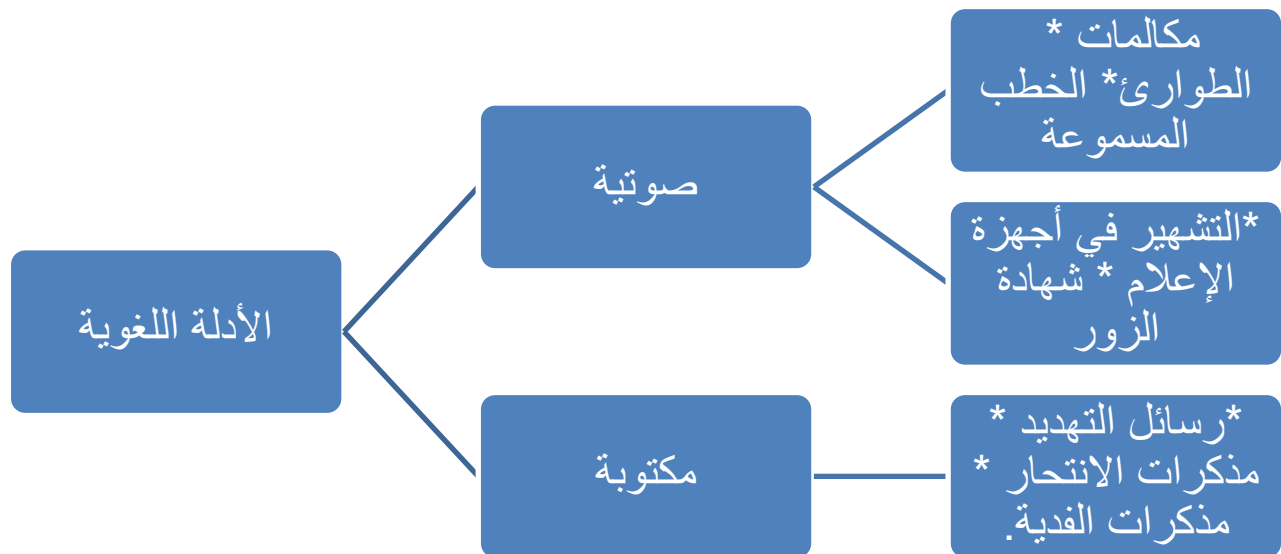 الأدلة اللغوية
صوتية
مكالمات *
الطوارئ* الخطب
المسموعة
*التشهير في أجهزة
الإعلام * شهادة
الزور
مكتوبة
*رسائل التهديد *
مذكرات الانتحار *
مذكرات الفدية.